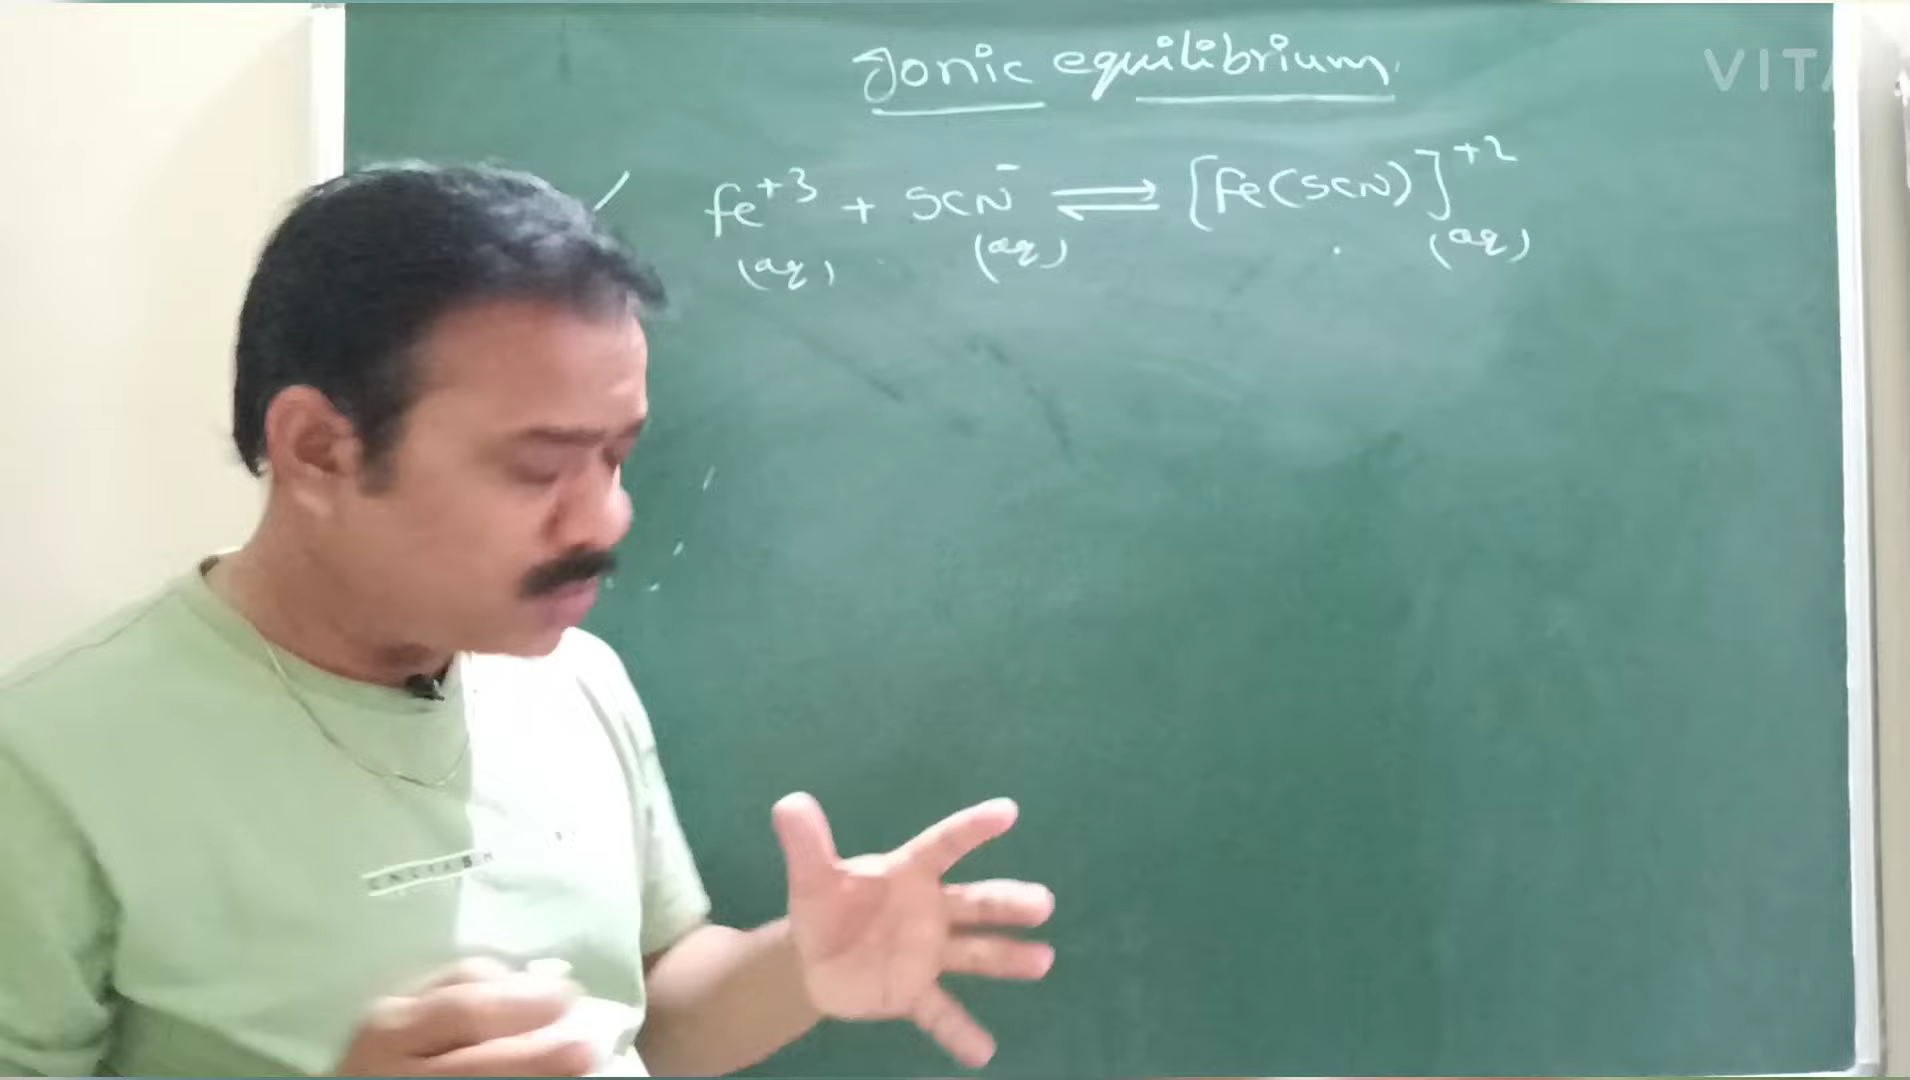 Ionic equilibrium
VITA
Fe⁺³ + SCN⁻ ⇌ [Fe(SCN)]⁺²
(aq) (aq) (aq)